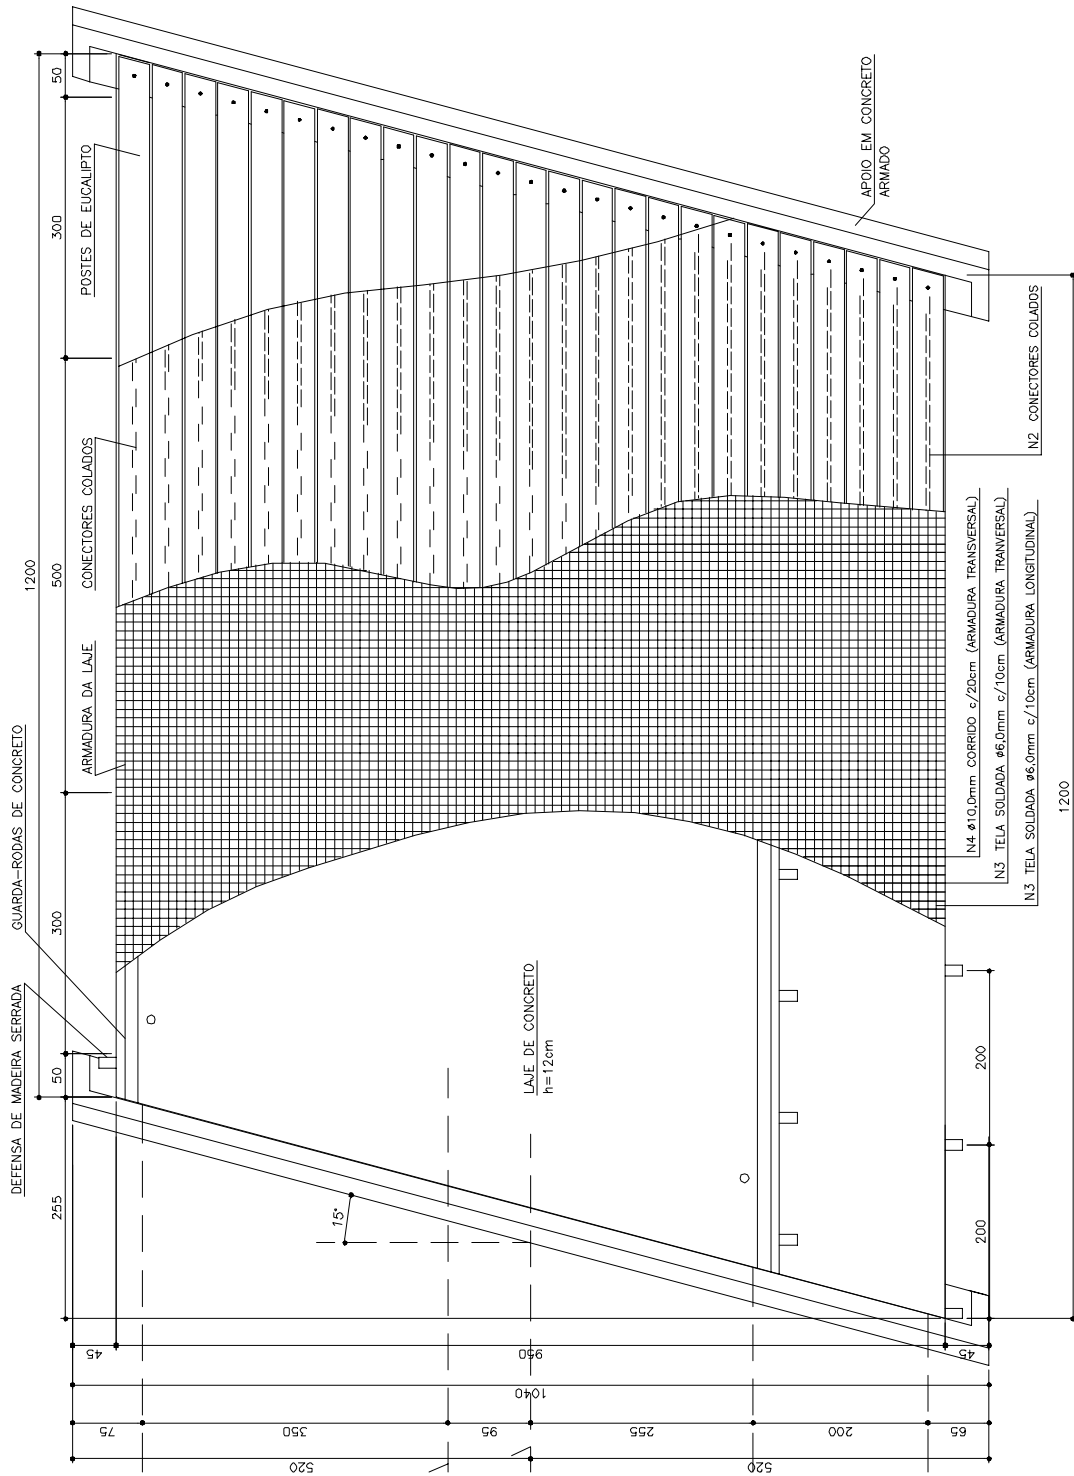 1200
50
300
500
300
50
255
POSTES DE EUCALIPTO
CONECTORES COLADOS
ARMADURA DA LAJE
GUARDA-RODAS DE CONCRETO
DEFENSA DE MADEIRA SERRADA
APOIO EM CONCRETO
ARMADO
N2 CONECTORES COLADOS
N4 ø10,0mm CORRIDO c/20cm (ARMADURA TRANSVERSAL)
N3 TELA SOLDADA ø6,0mm c/10cm (ARMADURA TRANVERSAL)
N3 TELA SOLDADA ø6,0mm c/10cm (ARMADURA LONGITUDINAL)
LAJE DE CONCRETO
h=12cm
15°
200
200
1200
45
950
45
1040
75
350
95
255
200
65
520
520